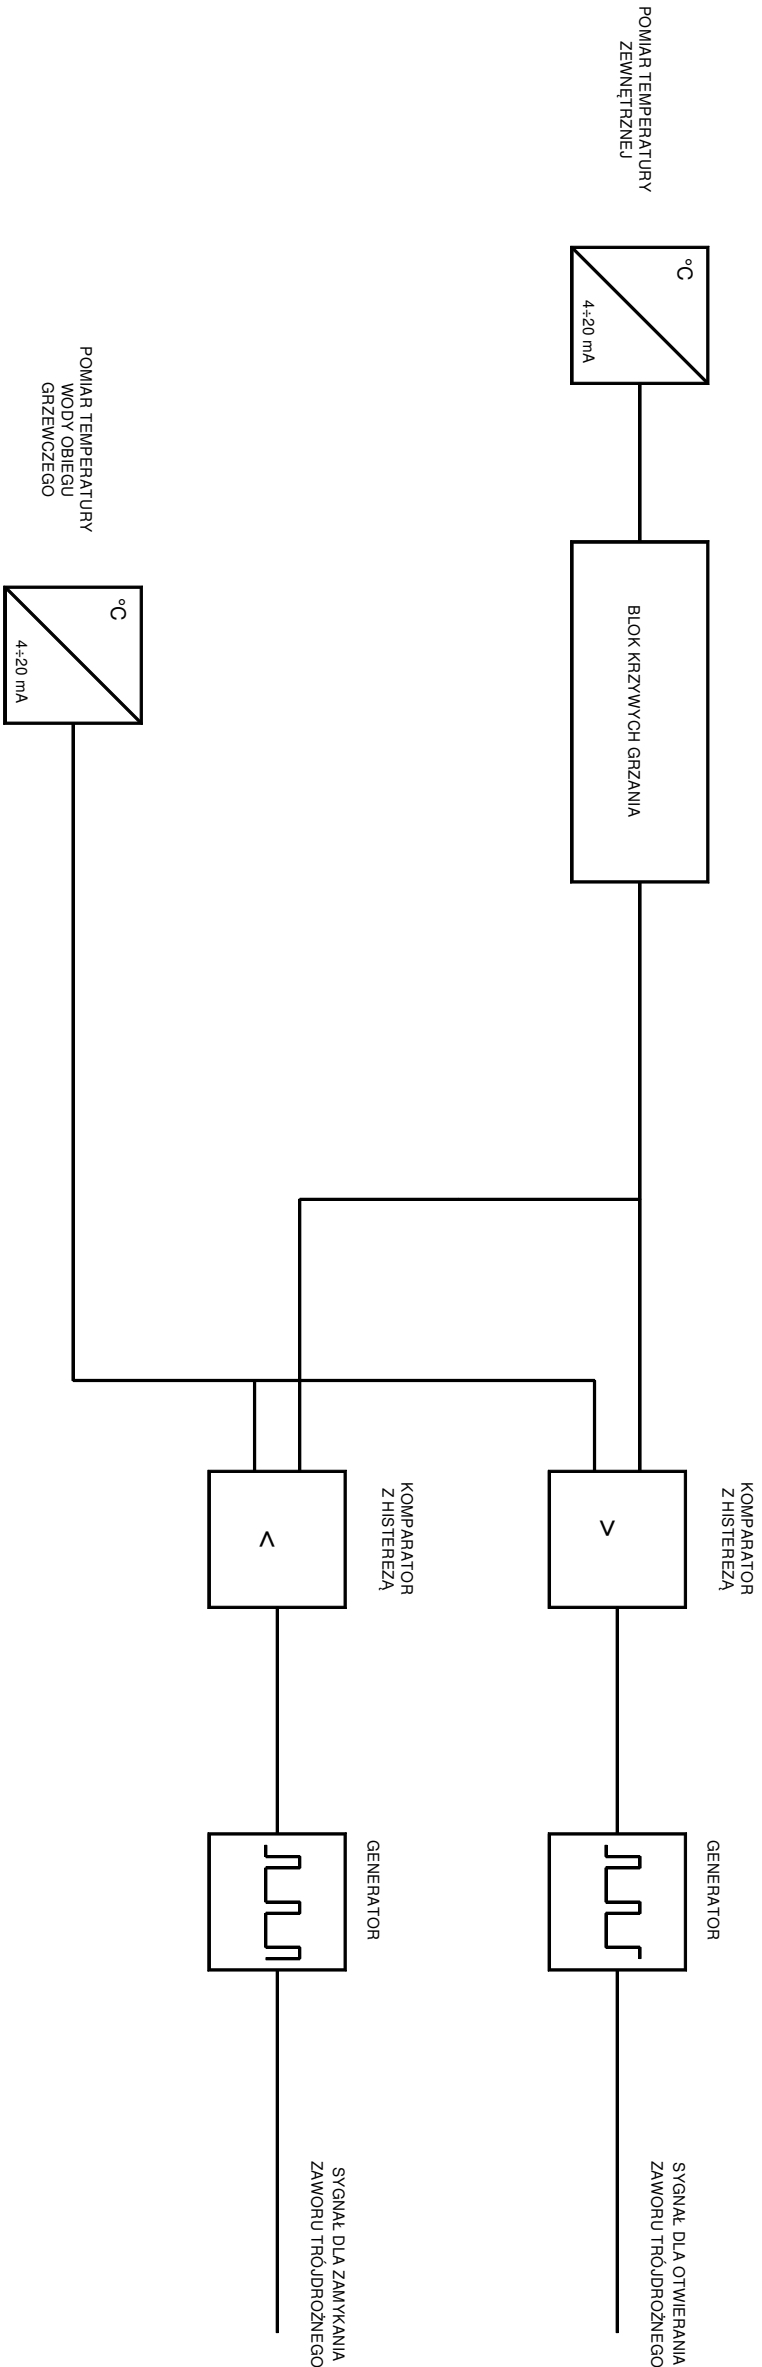 POMIAR TEMPERATURY
ZEWNĘTRZNEJ
°C
4÷20 mA
BLOK KRZYWYCH GRZANIA
KOMPARATOR
Z HISTEREZĄ
>
GENERATOR
SYGNAŁ DLA OTWIERANIA
ZAWORU TRÓJDROŻNEGO
KOMPARATOR
Z HISTEREZĄ
<
GENERATOR
SYGNAŁ DLA ZAMYKANIA
ZAWORU TRÓJDROŻNEGO
POMIAR TEMPERATURY
WODY OBIEGU
GRZEWCZEGO
°C
4÷20 mA